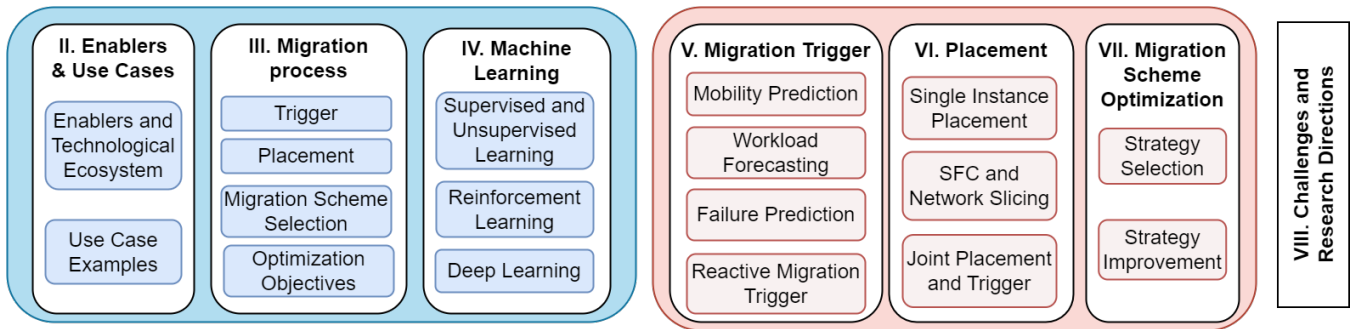 II. Enablers
& Use Cases
Enablers and
Technological
Ecosystem
Use Case
Examples
III. Migration
process
Trigger
Placement
Migration Scheme
Selection
Optimization
Objectives
IV. Machine
Learning
Supervised and
Unsupervised
Learning
Reinforcement
Learning
Deep Learning
V. Migration Trigger
Mobility Prediction
Workload
Forecasting
Failure Prediction
Reactive Migration
Trigger
VI. Placement
Single Instance
Placement
SFC and
Network Slicing
Joint Placement
and Trigger
VII. Migration
Scheme
Optimization
Strategy
Selection
Strategy
Improvement
VIII. Challenges and
Research Directions